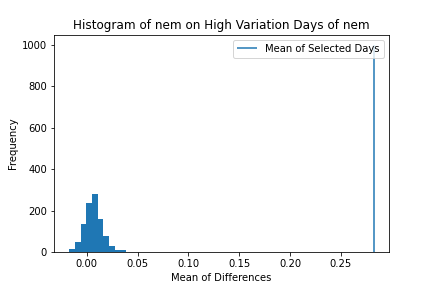 Histogram of nem on High Variation Days of nem
Mean of Selected Days
1000
800
600
400
200
0
Frequency
0.00 0.05 0.10 0.15 0.20 0.25
Mean of Differences